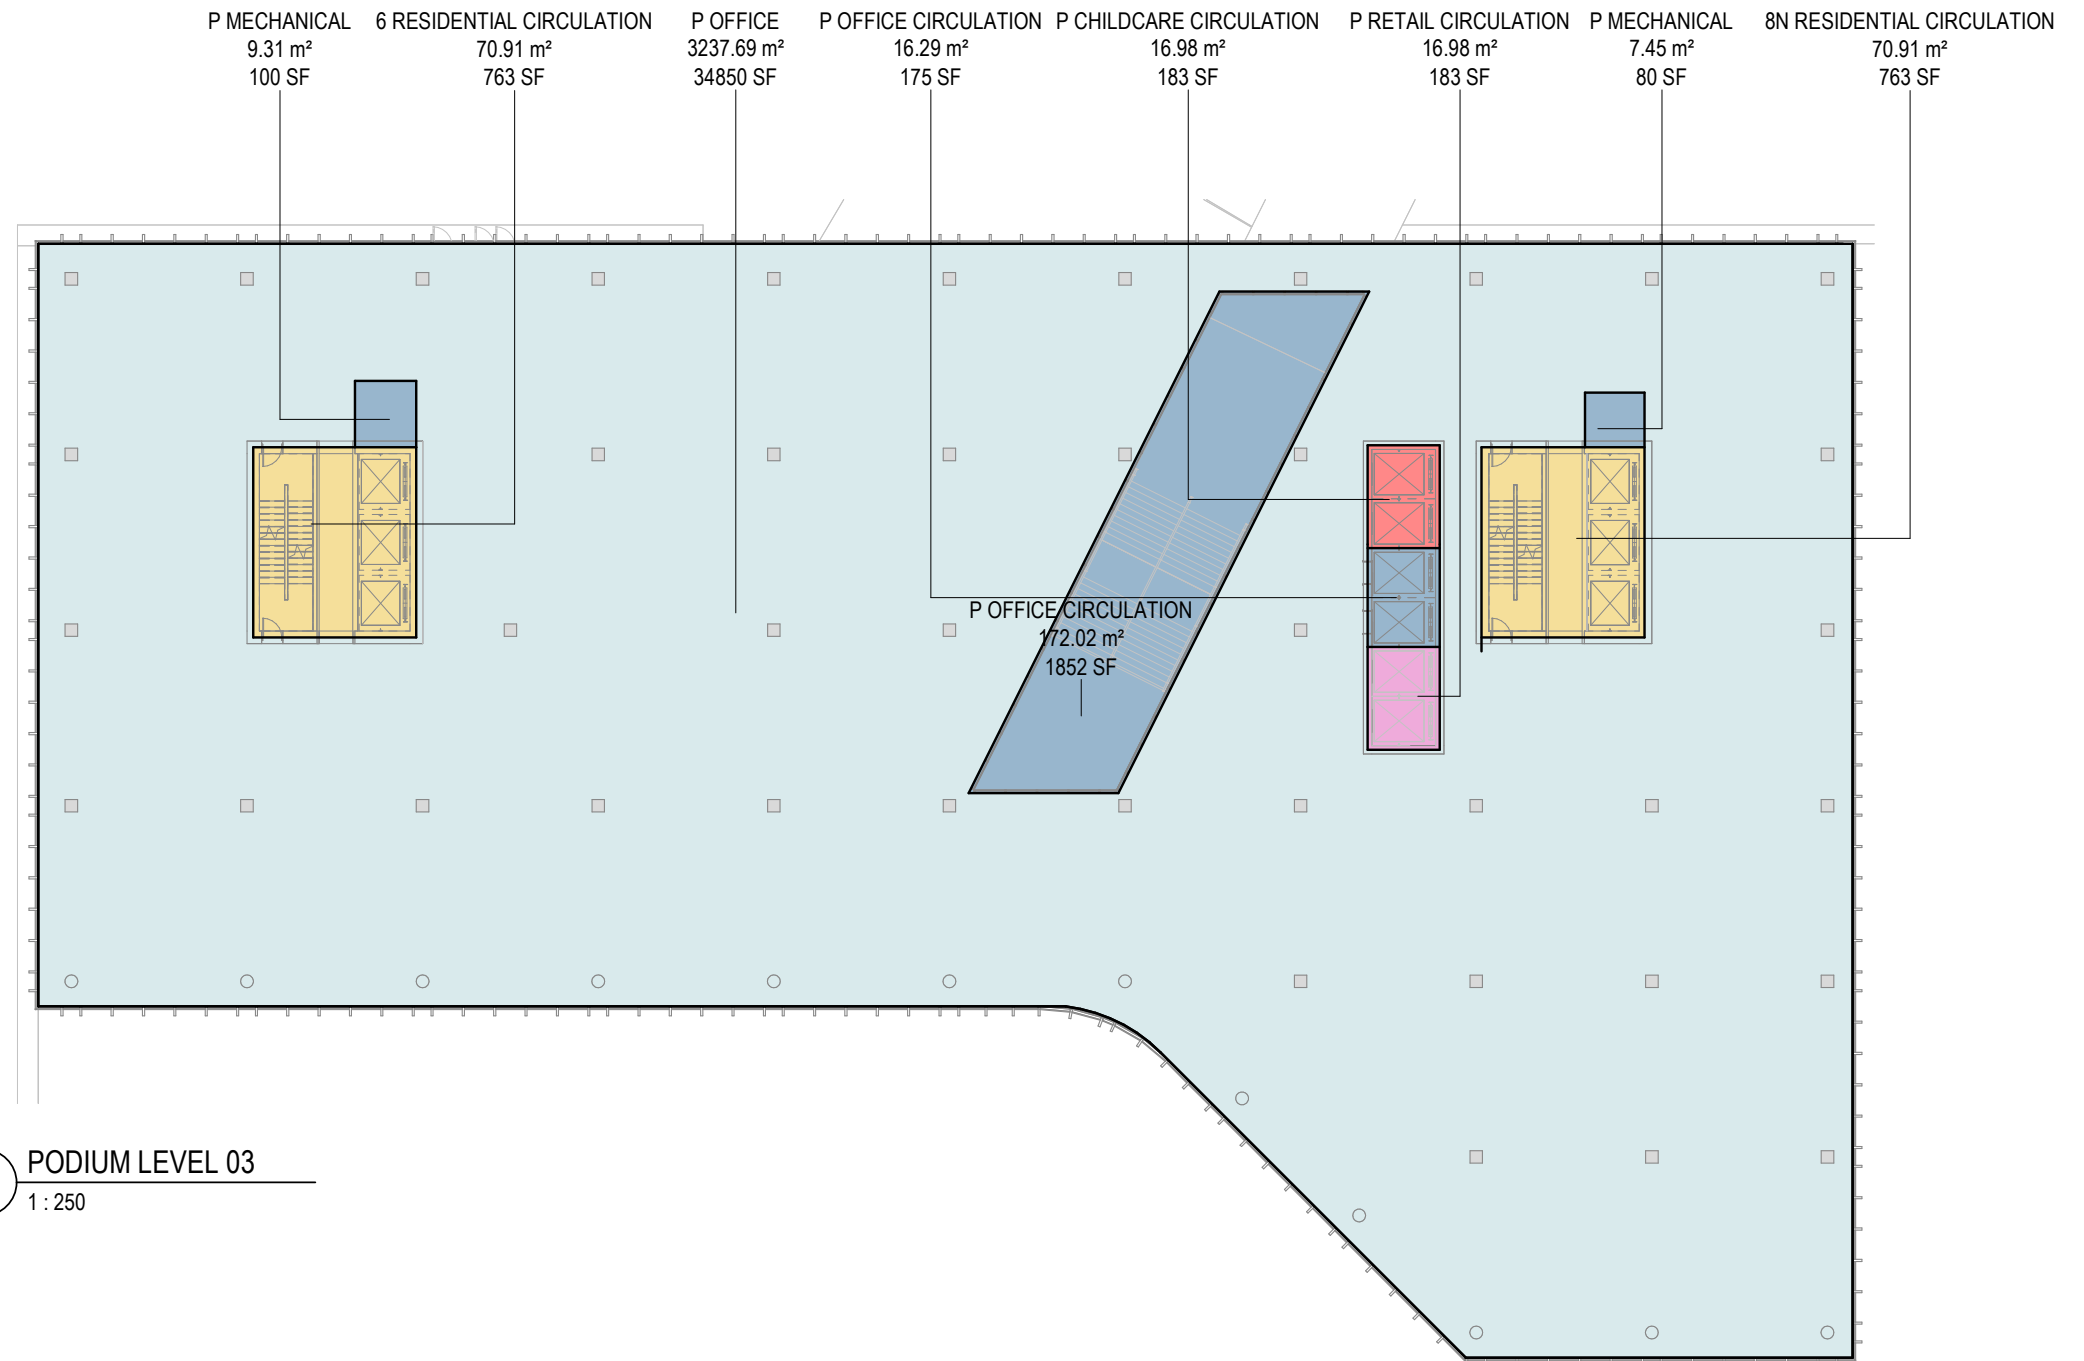 P MECHANICAL
9.31 m²
100 SF
6 RESIDENTIAL CIRCULATION
70.91 m²
763 SF
P OFFICE
3237.69 m²
34850 SF
P OFFICE CIRCULATION
16.29 m²
175 SF
P CHILDCARE CIRCULATION
16.98 m²
183 SF
P RETAIL CIRCULATION
16.98 m²
183 SF
P MECHANICAL
7.45 m²
80 SF
8N RESIDENTIAL CIRCULATION
70.91 m²
763 SF
P OFFICE CIRCULATION
172.02 m²
1852 SF
PODIUM LEVEL 03
1 : 250